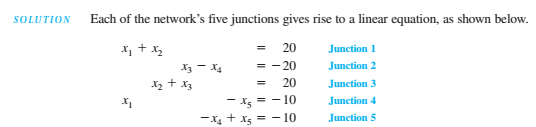 SOLUTION Each of the network's five junctions gives rise to a linear equation, as shown below.
x₁ + x₂ = 20 Junction 1
x₃ − x₄ = −20 Junction 2
x₂ + x₃ = 20 Junction 3
x₁ − x₅ = −10 Junction 4
−x₄ + x₅ = −10 Junction 5